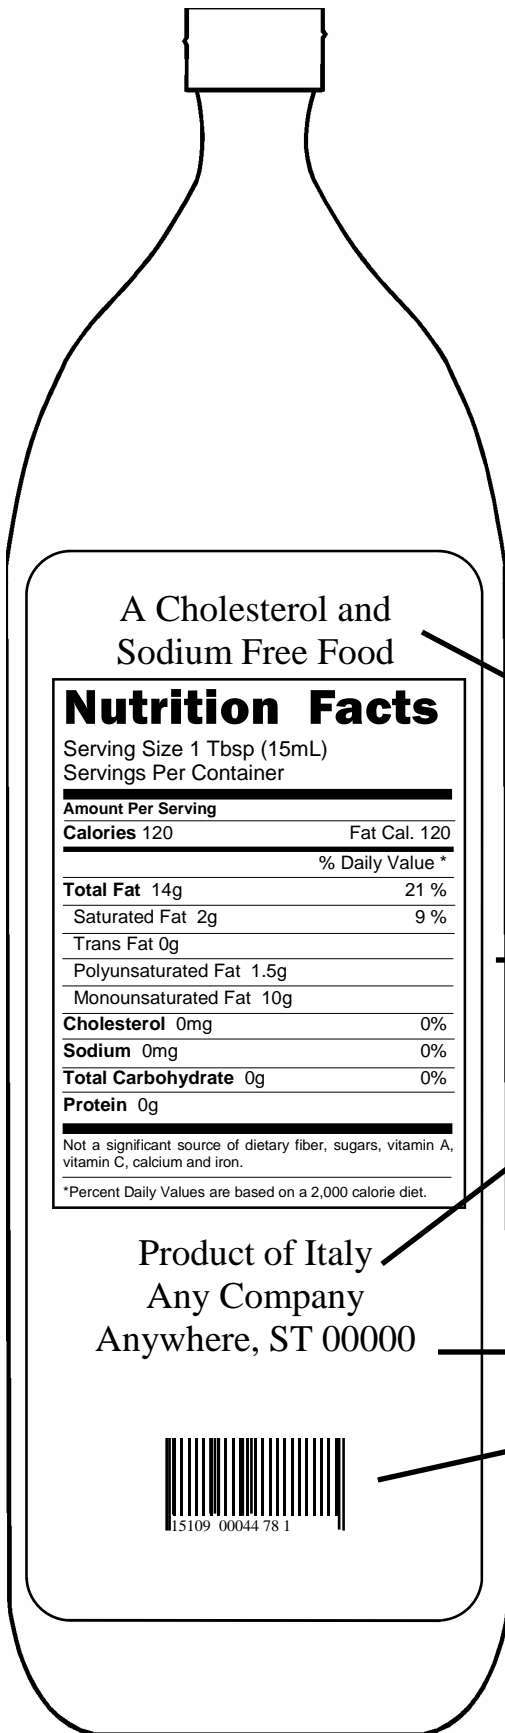 A Cholesterol and
Sodium Free Food
Nutrition Facts
Serving Size 1 Tbsp (15mL)
Servings Per Container
Amount Per Serving
Calories 120 Fat Cal. 120
% Daily Value *
Total Fat 14g 21 %
Saturated Fat 2g 9 %
Trans Fat 0g
Polyunsaturated Fat 1.5g
Monounsaturated Fat 10g
Cholesterol 0mg 0%
Sodium 0mg 0%
Total Carbohydrate 0g 0%
Protein 0g
Not a significant source of dietary fiber, sugars, vitamin A,
vitamin C, calcium and iron.
*Percent Daily Values are based on a 2,000 calorie diet.
Product of Italy
Any Company
Anywhere, ST 00000
15109 00044 78 1